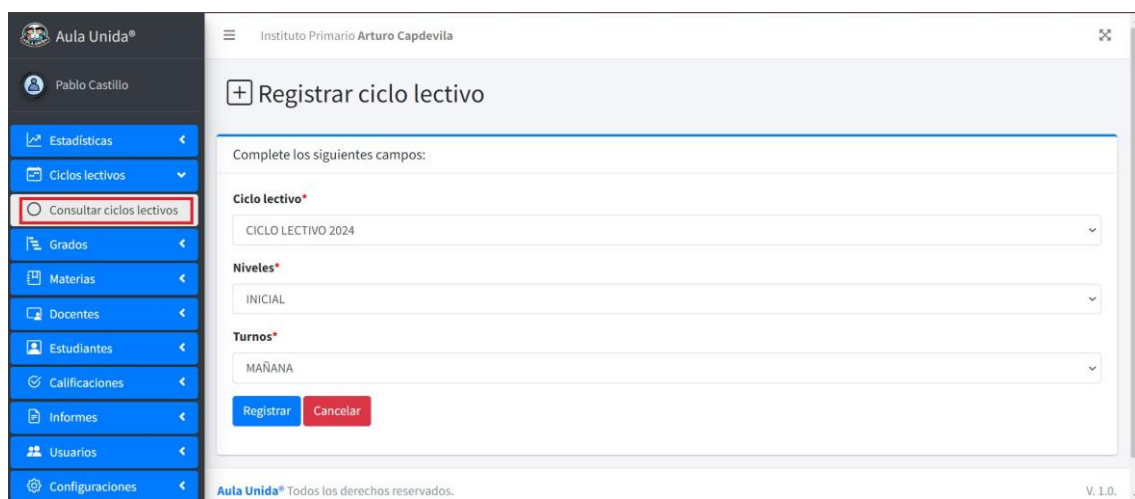 Aula Unida®
Instituto Primario Arturo Capdevila
Pablo Castillo
Registrar ciclo lectivo
Estadísticas
Ciclos lectivos
Consultar ciclos lectivos
Grados
Materias
Docentes
Estudiantes
Calificaciones
Informes
Usuarios
Configuraciones
Complete los siguientes campos:
Ciclo lectivo*
CICLO LECTIVO 2024
Niveles*
INICIAL
Turnos*
MAÑANA
Registrar Cancelar
Aula Unida® Todos los derechos reservados. V. 1.0.